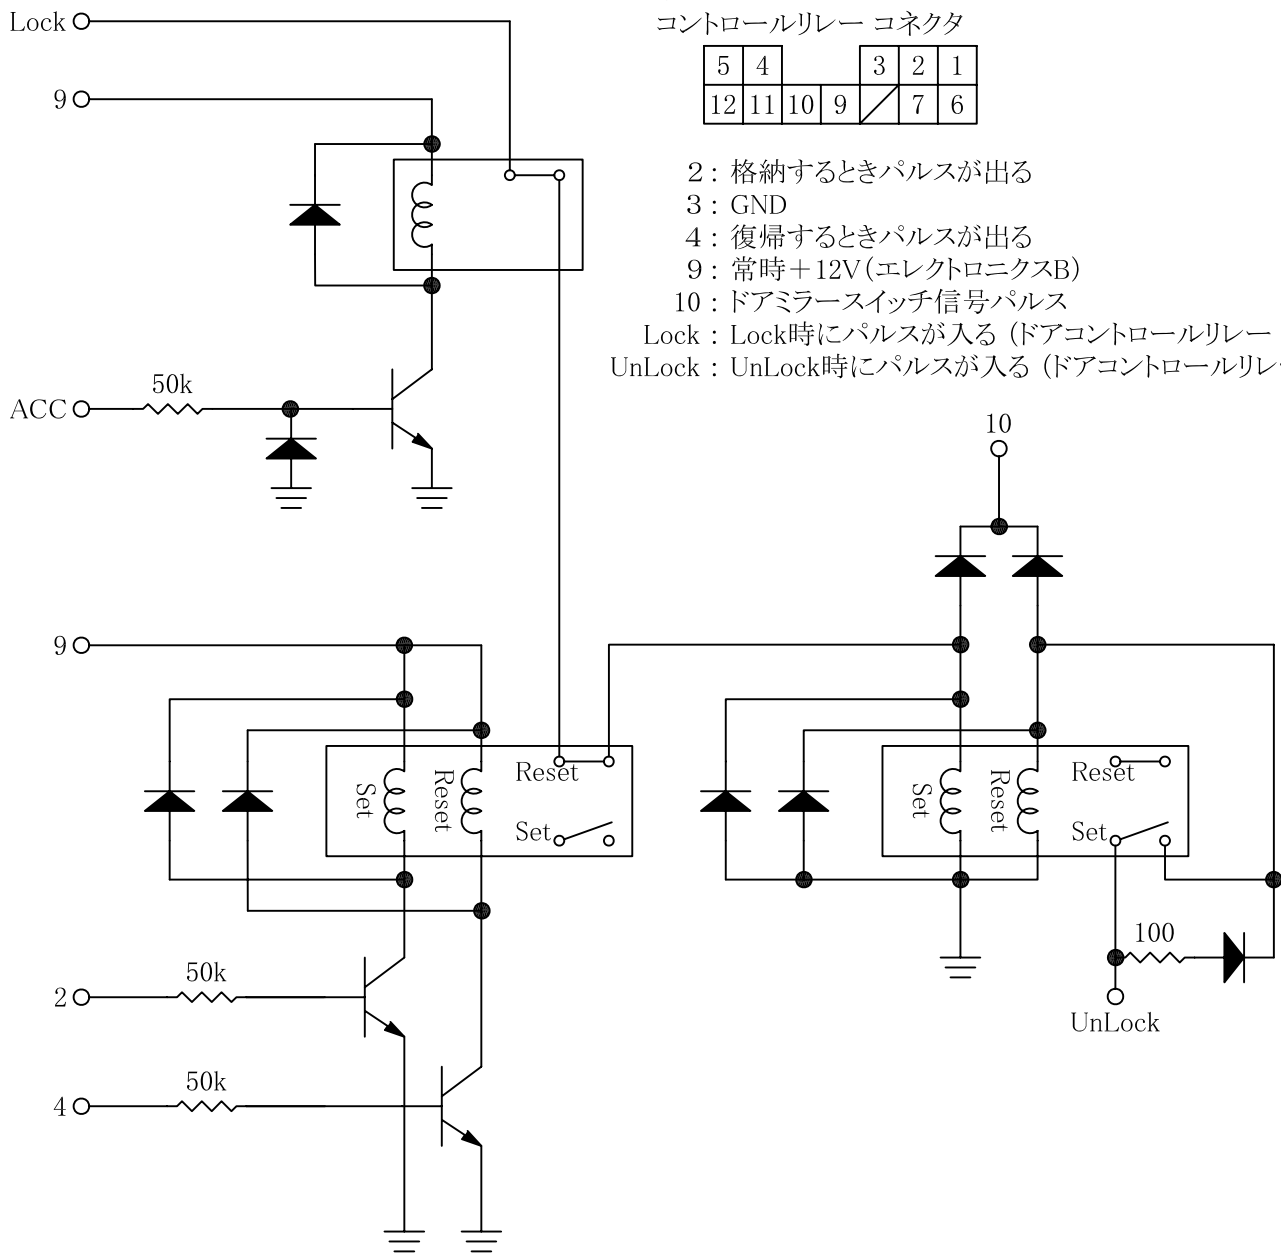 Lock
コントロールリレー コネクタ
5 4 3 2 1
12 11 10 9 7 6
9
2 : 格納するときパルスが出る
3 : GND
4 : 復帰するときパルスが出る
9 : 常時＋12V(エレクトロニクスB)
10 : ドアミラースイッチ信号パルス
Lock : Lock時にパルスが入る (ドアコントロールリレー
UnLock : UnLock時にパルスが入る (ドアコントロールリレ
50k
ACC
10
9
Set
Reset
Reset
Set
Set
Reset
Reset
Set
100
UnLock
50k
2
50k
4